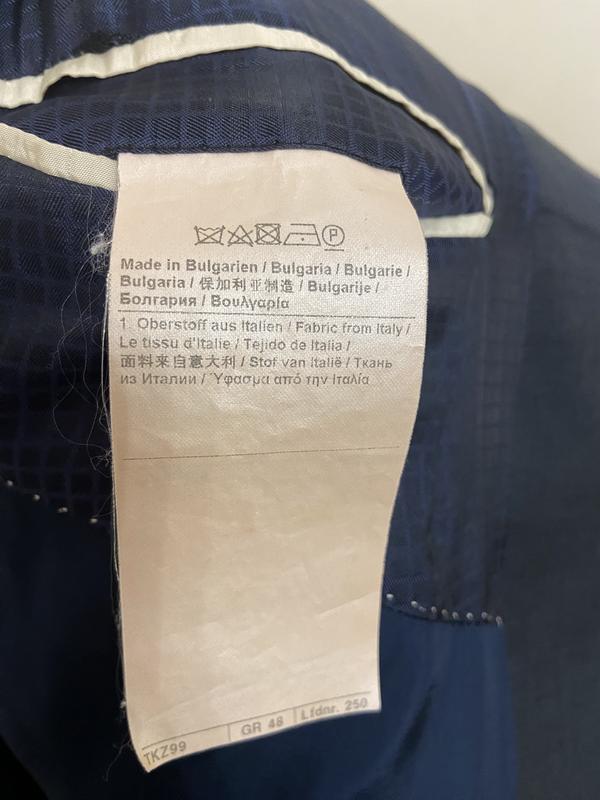 P
Made in Bulgarien / Bulgaria / Bulgarie /
Bulgaria / 保加利亚制造 / Bulgarije /
Болгария / Βουλγαρία
1. Oberstoff aus Italien / Fabric from Italy /
Le tissu d'Italie / Tejido de Italia /
面料来自意大利 / Stof van Italië / Ткань
из Италии / Ύφασμα από την Ιταλία
TKZ99 GR 48 Lfdnr. 250